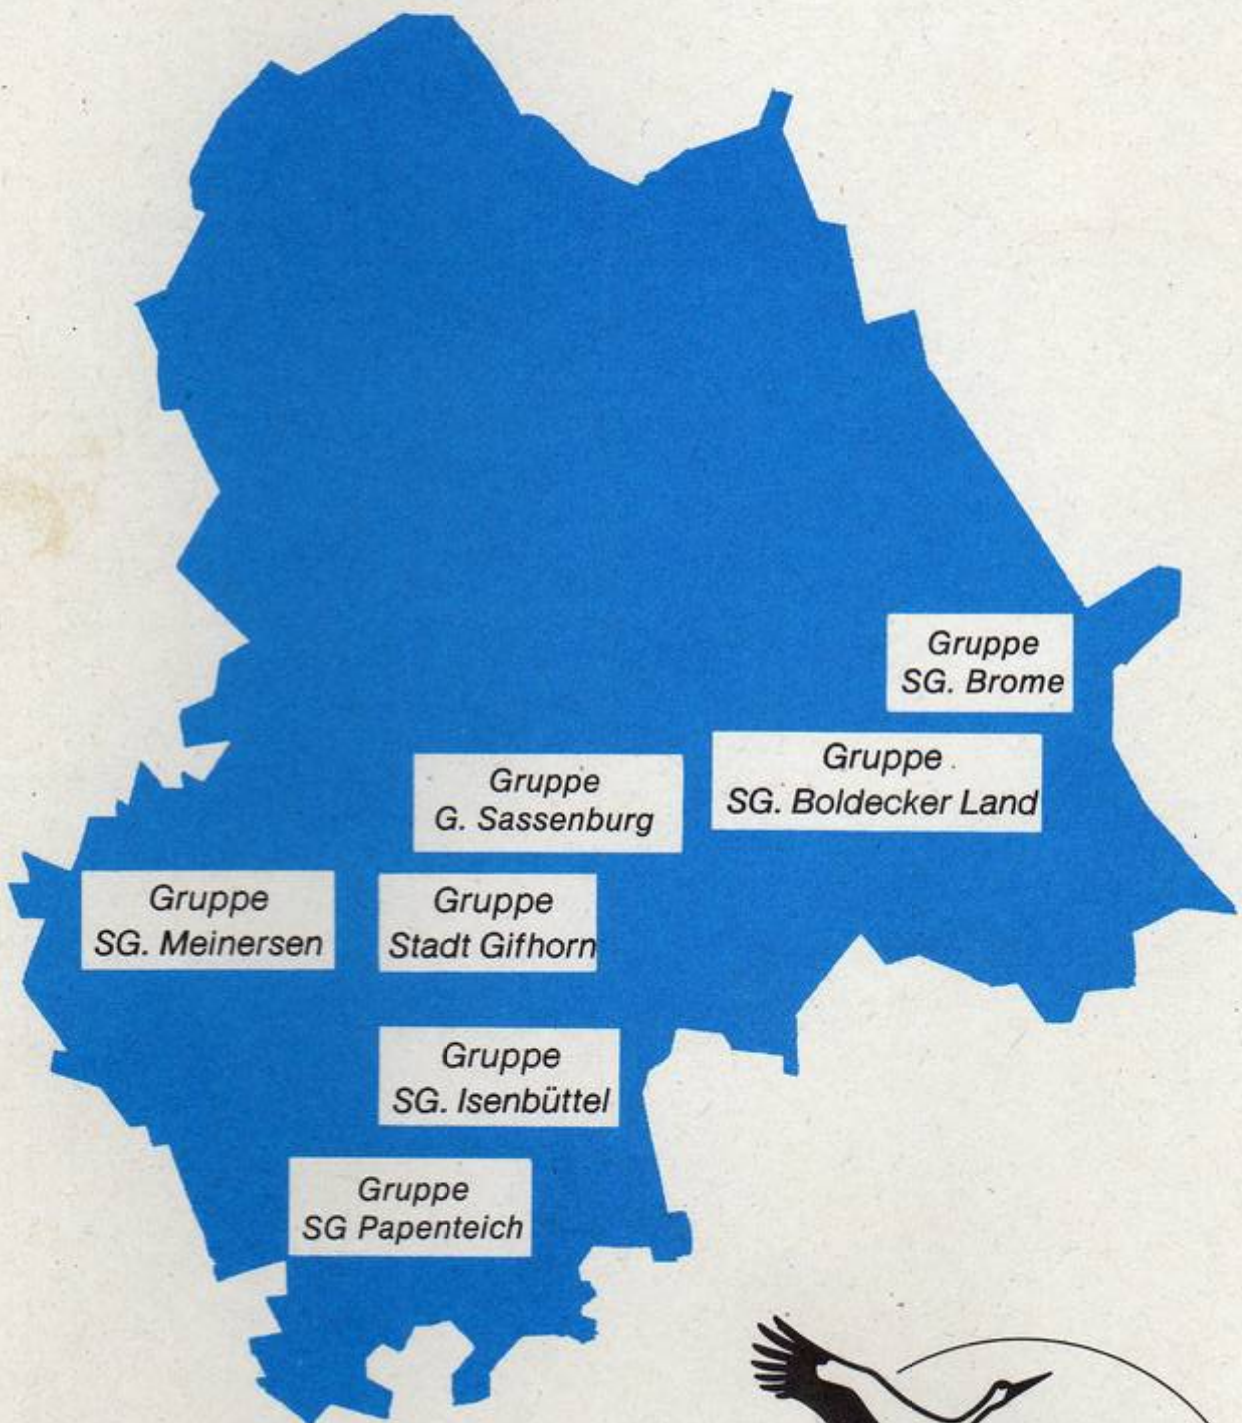 Gruppe
SG. Brome
Gruppe
SG. Boldecker Land
Gruppe
G. Sassenburg
Gruppe
SG. Meinersen
Gruppe
Stadt Gifhorn
Gruppe
SG. Isenbüttel
Gruppe
SG Papenteich